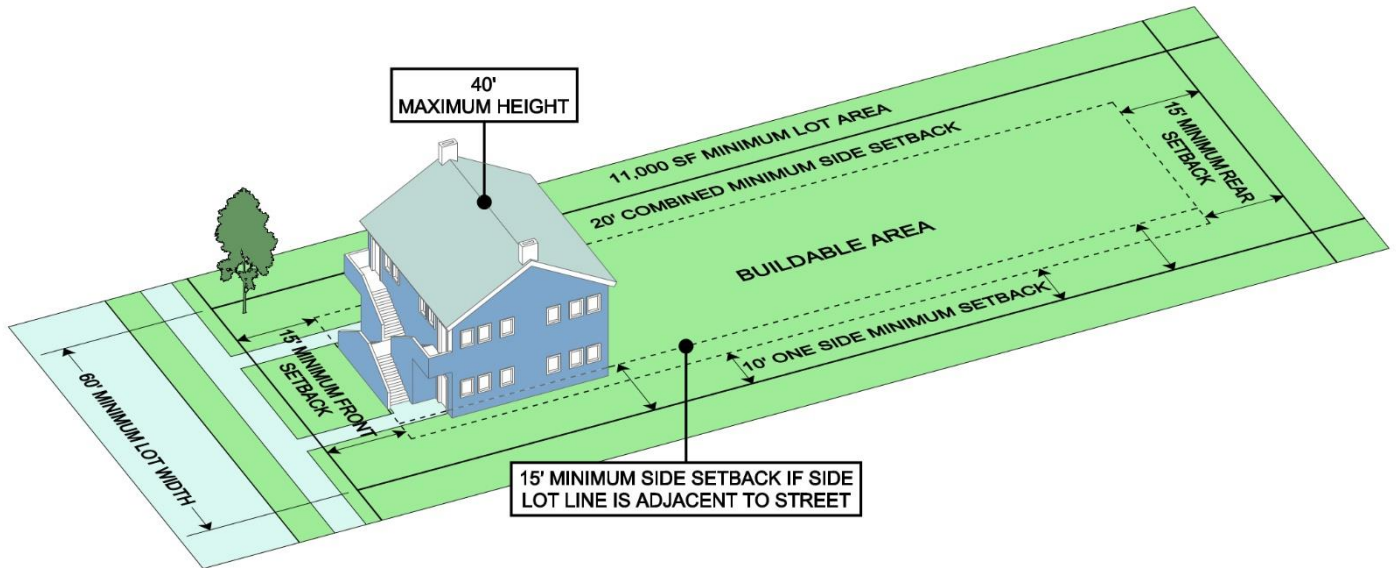 40'
MAXIMUM HEIGHT
11,000 SF MINIMUM LOT AREA
20' COMBINED MINIMUM SIDE SETBACK
15' MINIMUM REAR
SETBACK
BUILDABLE AREA
10' ONE SIDE MINIMUM SETBACK
15' MINIMUM FRONT
SETBACK
60' MINIMUM LOT WIDTH
15' MINIMUM SIDE SETBACK IF SIDE
LOT LINE IS ADJACENT TO STREET